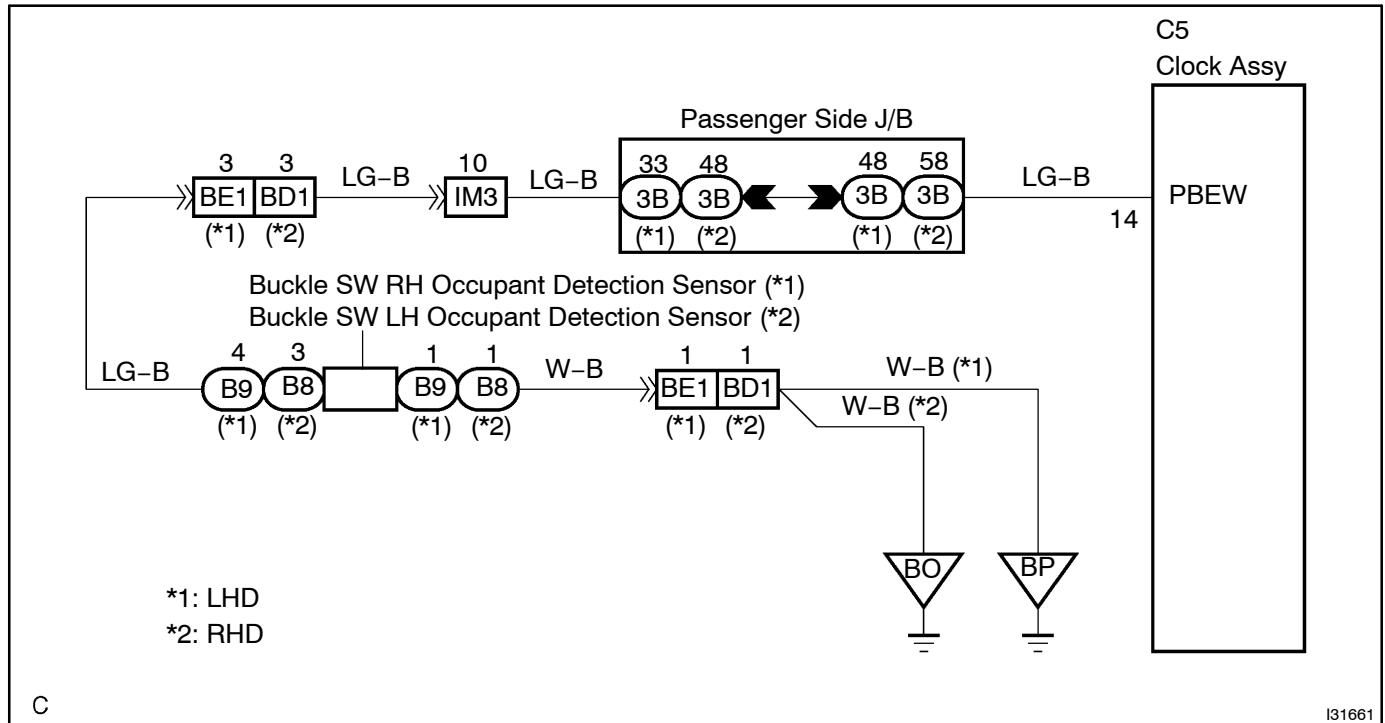 C5
Clock Assy
Passenger Side J/B
3 3 LG−B 10 LG−B 33 48 48 58 LG−B
BE1 BD1 IM3 3B 3B 3B 3B PBEW
(*1) (*2) (*1) (*2) (*1) (*2) 14
Buckle SW RH Occupant Detection Sensor (*1)
Buckle SW LH Occupant Detection Sensor (*2)
LG−B 4 3 1 1 W−B 1 1 W−B (*1)
B9 B8 B9 B8 BE1 BD1 W−B (*2)
(*1) (*2) (*1) (*2) (*1) (*2)
BO BP
*1: LHD
*2: RHD
C I31661